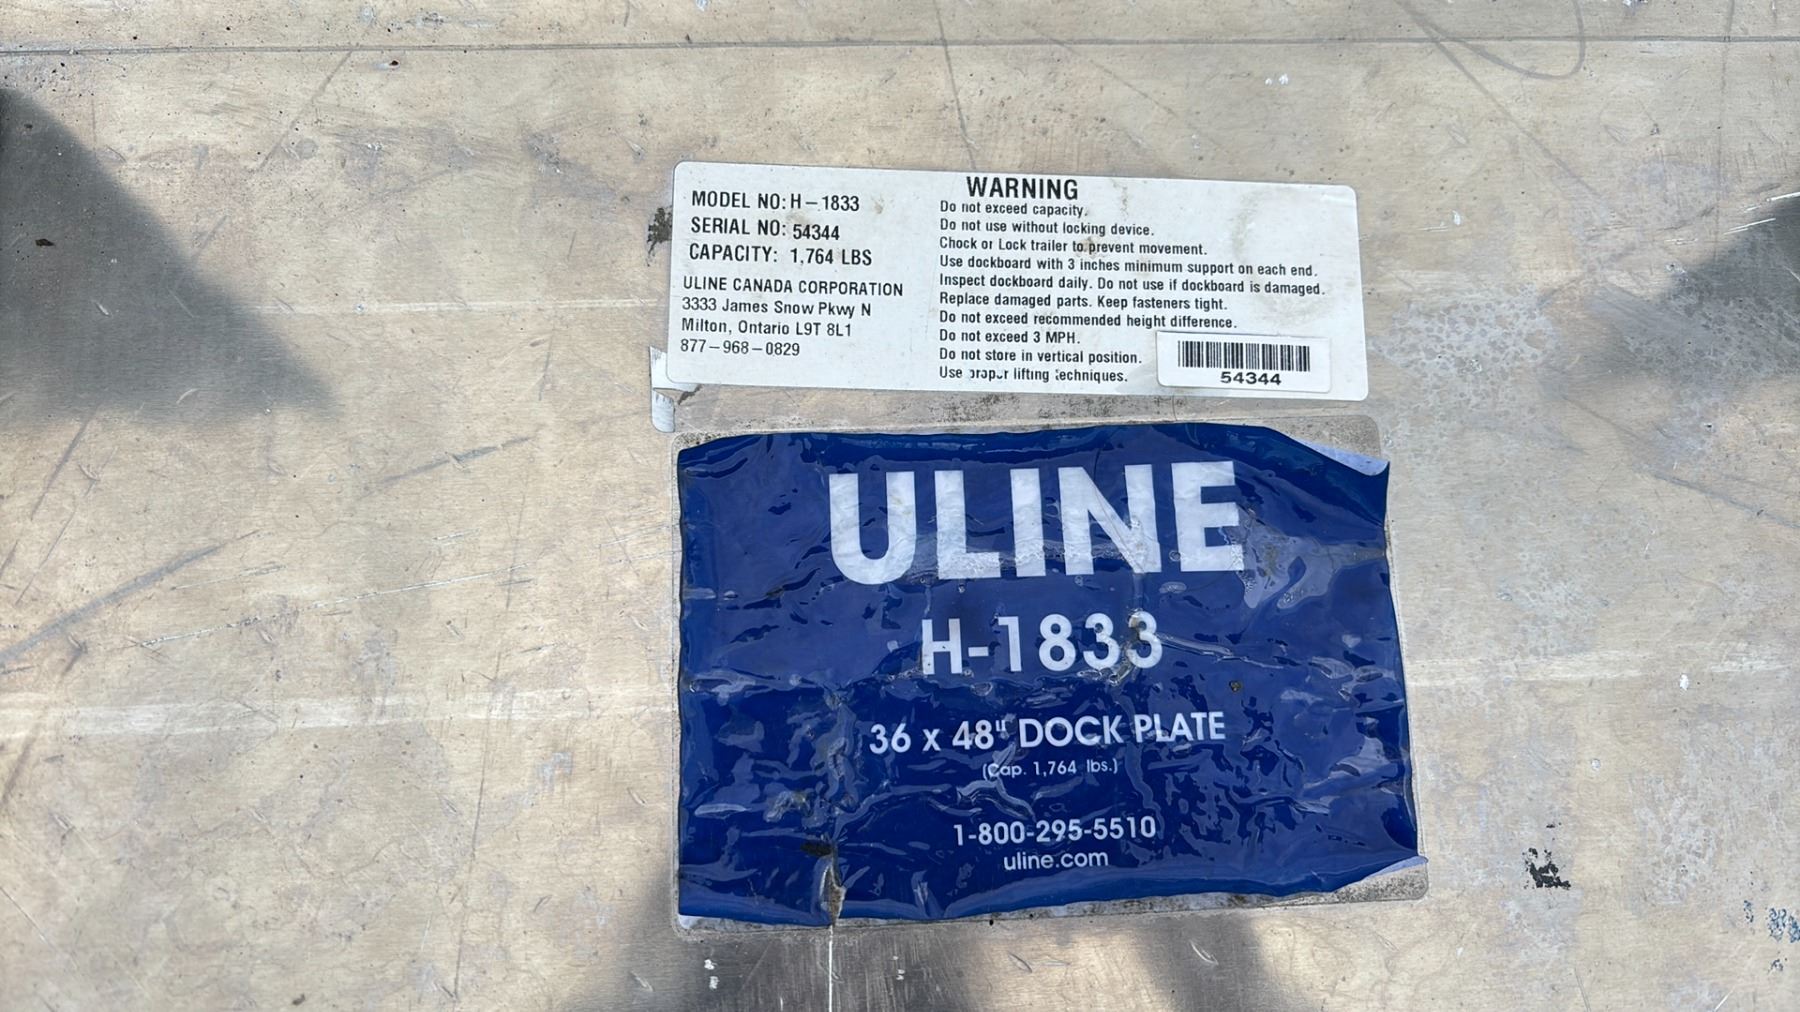 MODEL NO: H-1833
SERIAL NO: 54344
CAPACITY: 1,764 LBS
ULINE CANADA CORPORATION
3333 James Snow Pkwy N
Milton, Ontario L9T 8L1
877-968-0829
WARNING
Do not exceed capacity.
Do not use without locking device.
Chock or Lock trailer to prevent movement.
Use dockboard with 3 inches minimum support on each end.
Inspect dockboard daily. Do not use if dockboard is damaged.
Replace damaged parts. Keep fasteners tight.
Do not exceed recommended height difference.
Do not exceed 3 MPH.
Do not store in vertical position.
Use proper lifting techniques.
54344
ULINE
H-1833
36 x 48" DOCK PLATE
(Cap. 1,764 lbs.)
1-800-295-5510
uline.com